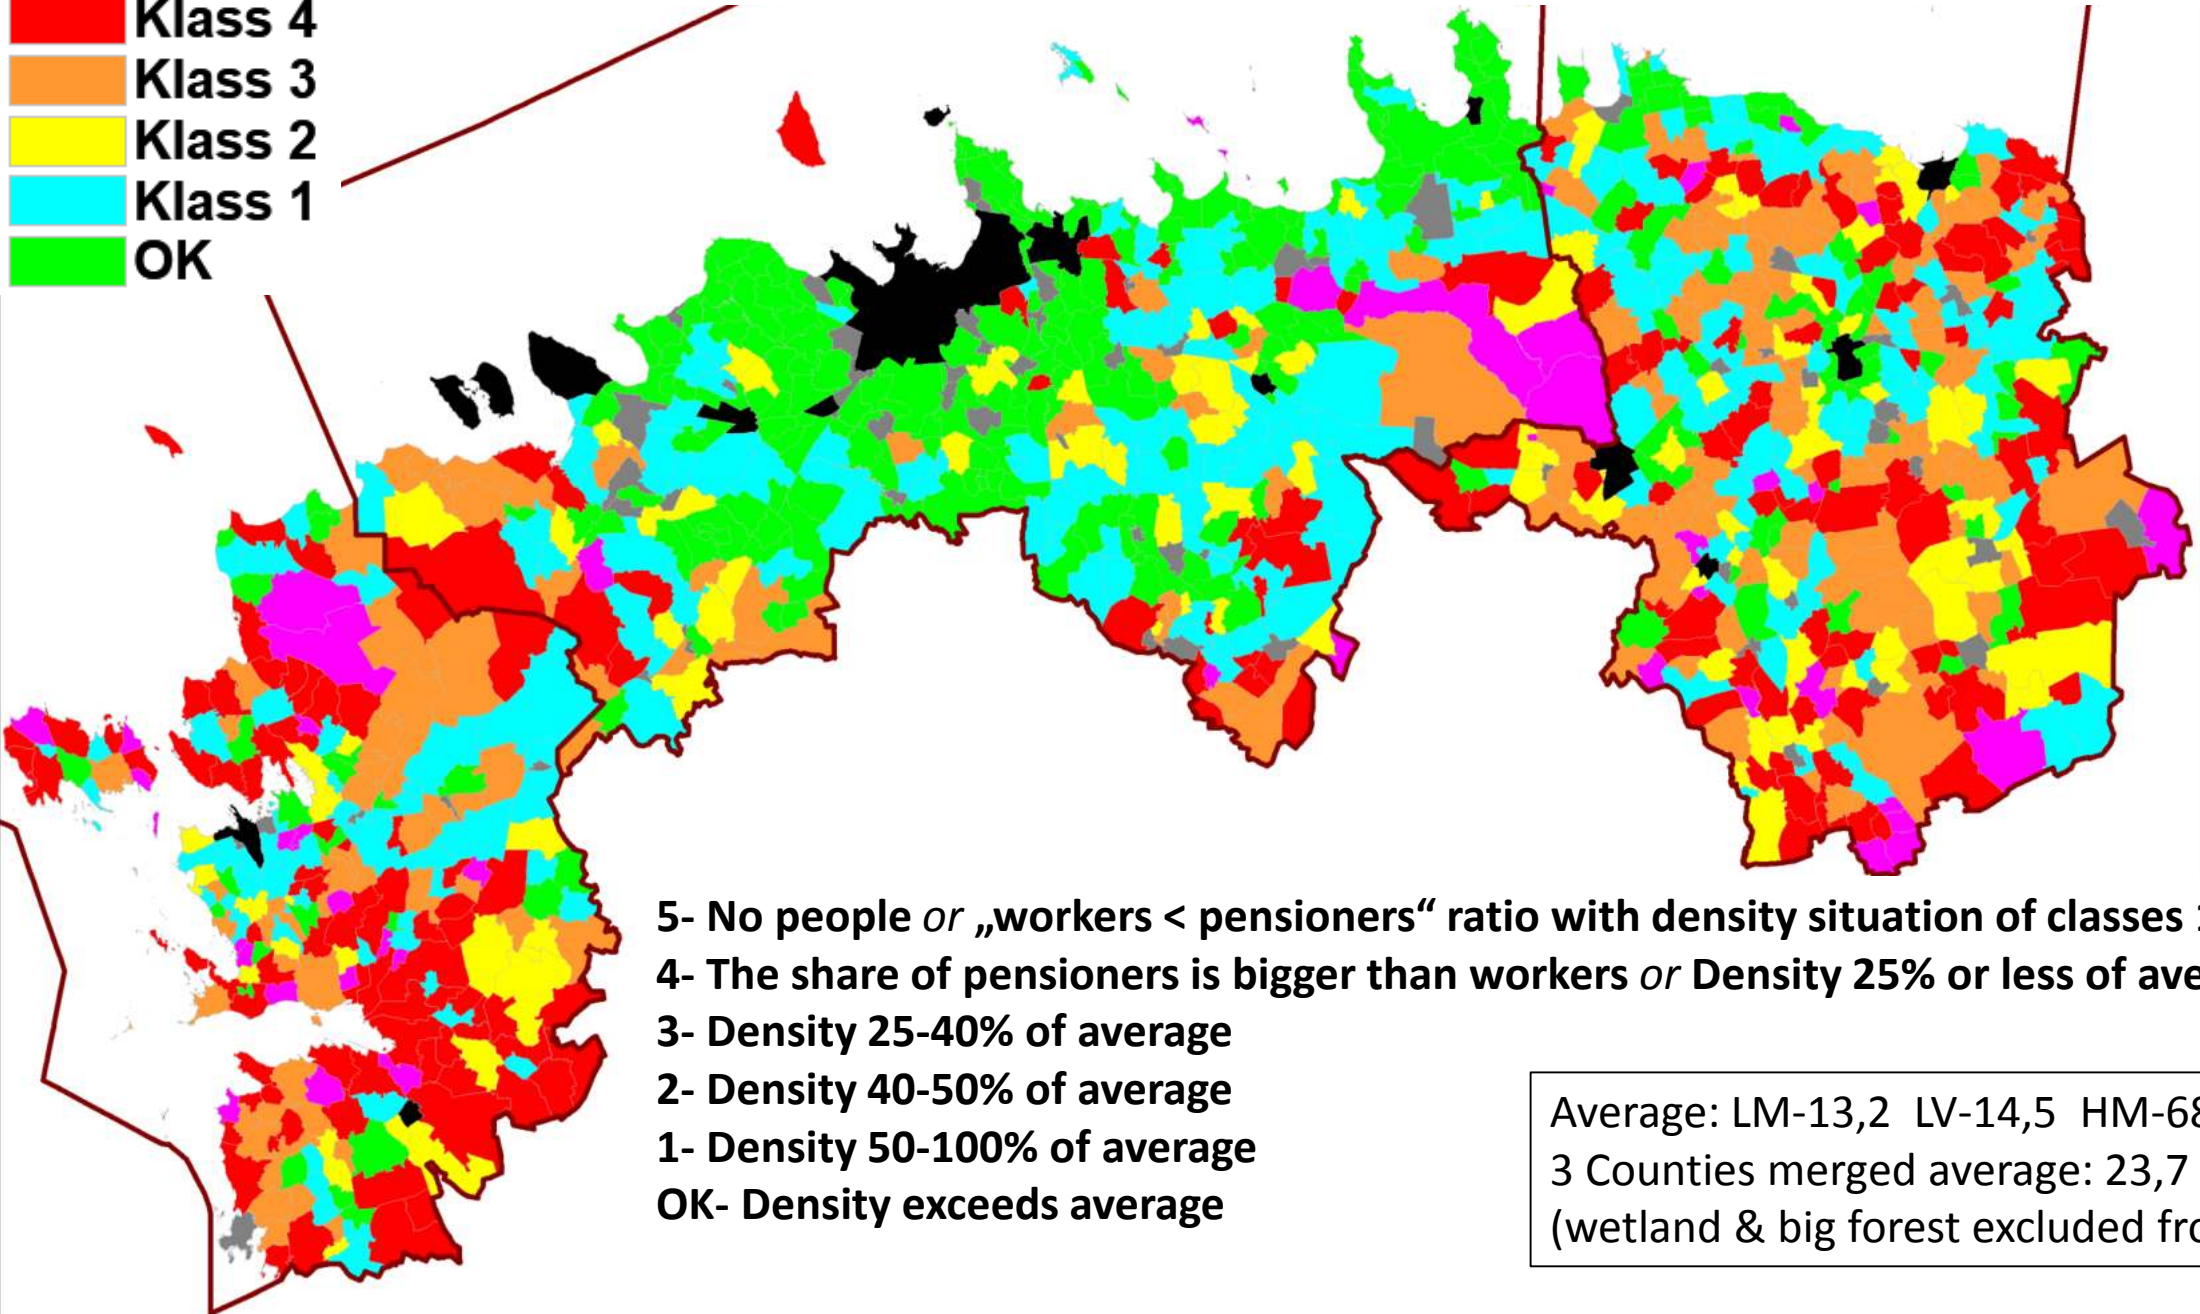 Klass 4
Klass 3
Klass 2
Klass 1
OK
5- No people or „workers < pensioners“ ratio with density situation of classes
4- The share of pensioners is bigger than workers or Density 25% or less of
3- Density 25-40% of average
2- Density 40-50% of average
1- Density 50-100% of average
OK- Density exceeds average
Average: LM-13,2 LV-14,5
3 Counties merged average: 23,7
(wetland & big forest excluded